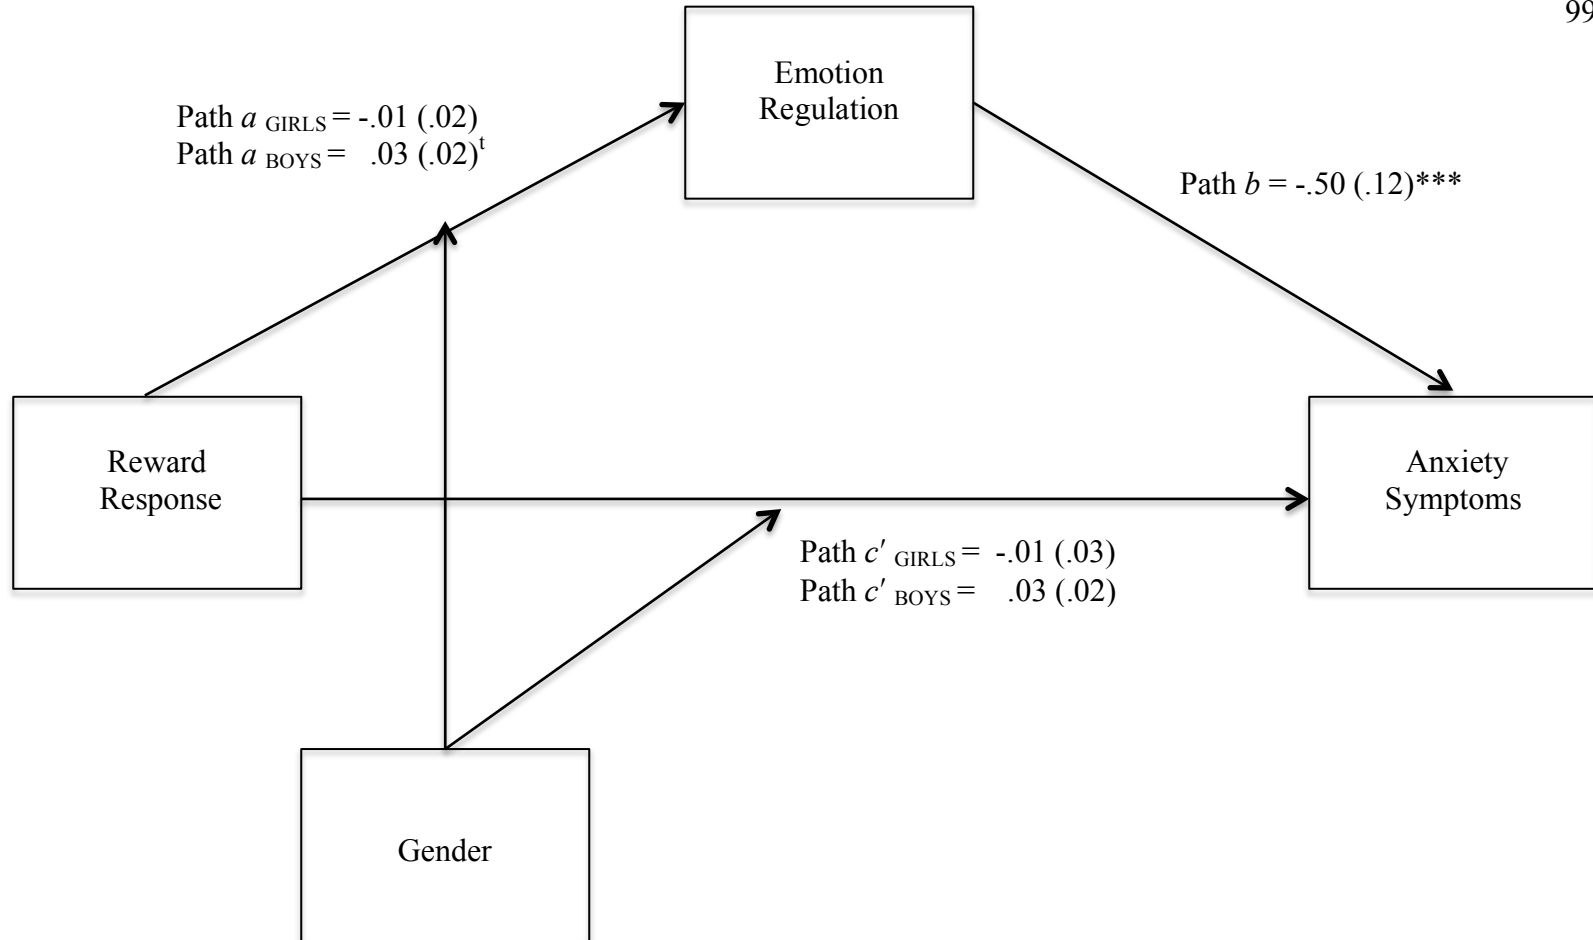 99
Emotion
Regulation
Path a GIRLS = -.01 (.02)
Path a BOYS = .03 (.02)t
Path b = -.50 (.12)***
Reward
Response
Anxiety
Symptoms
Path c′ GIRLS = -.01 (.03)
Path c′ BOYS = .03 (.02)
Gender